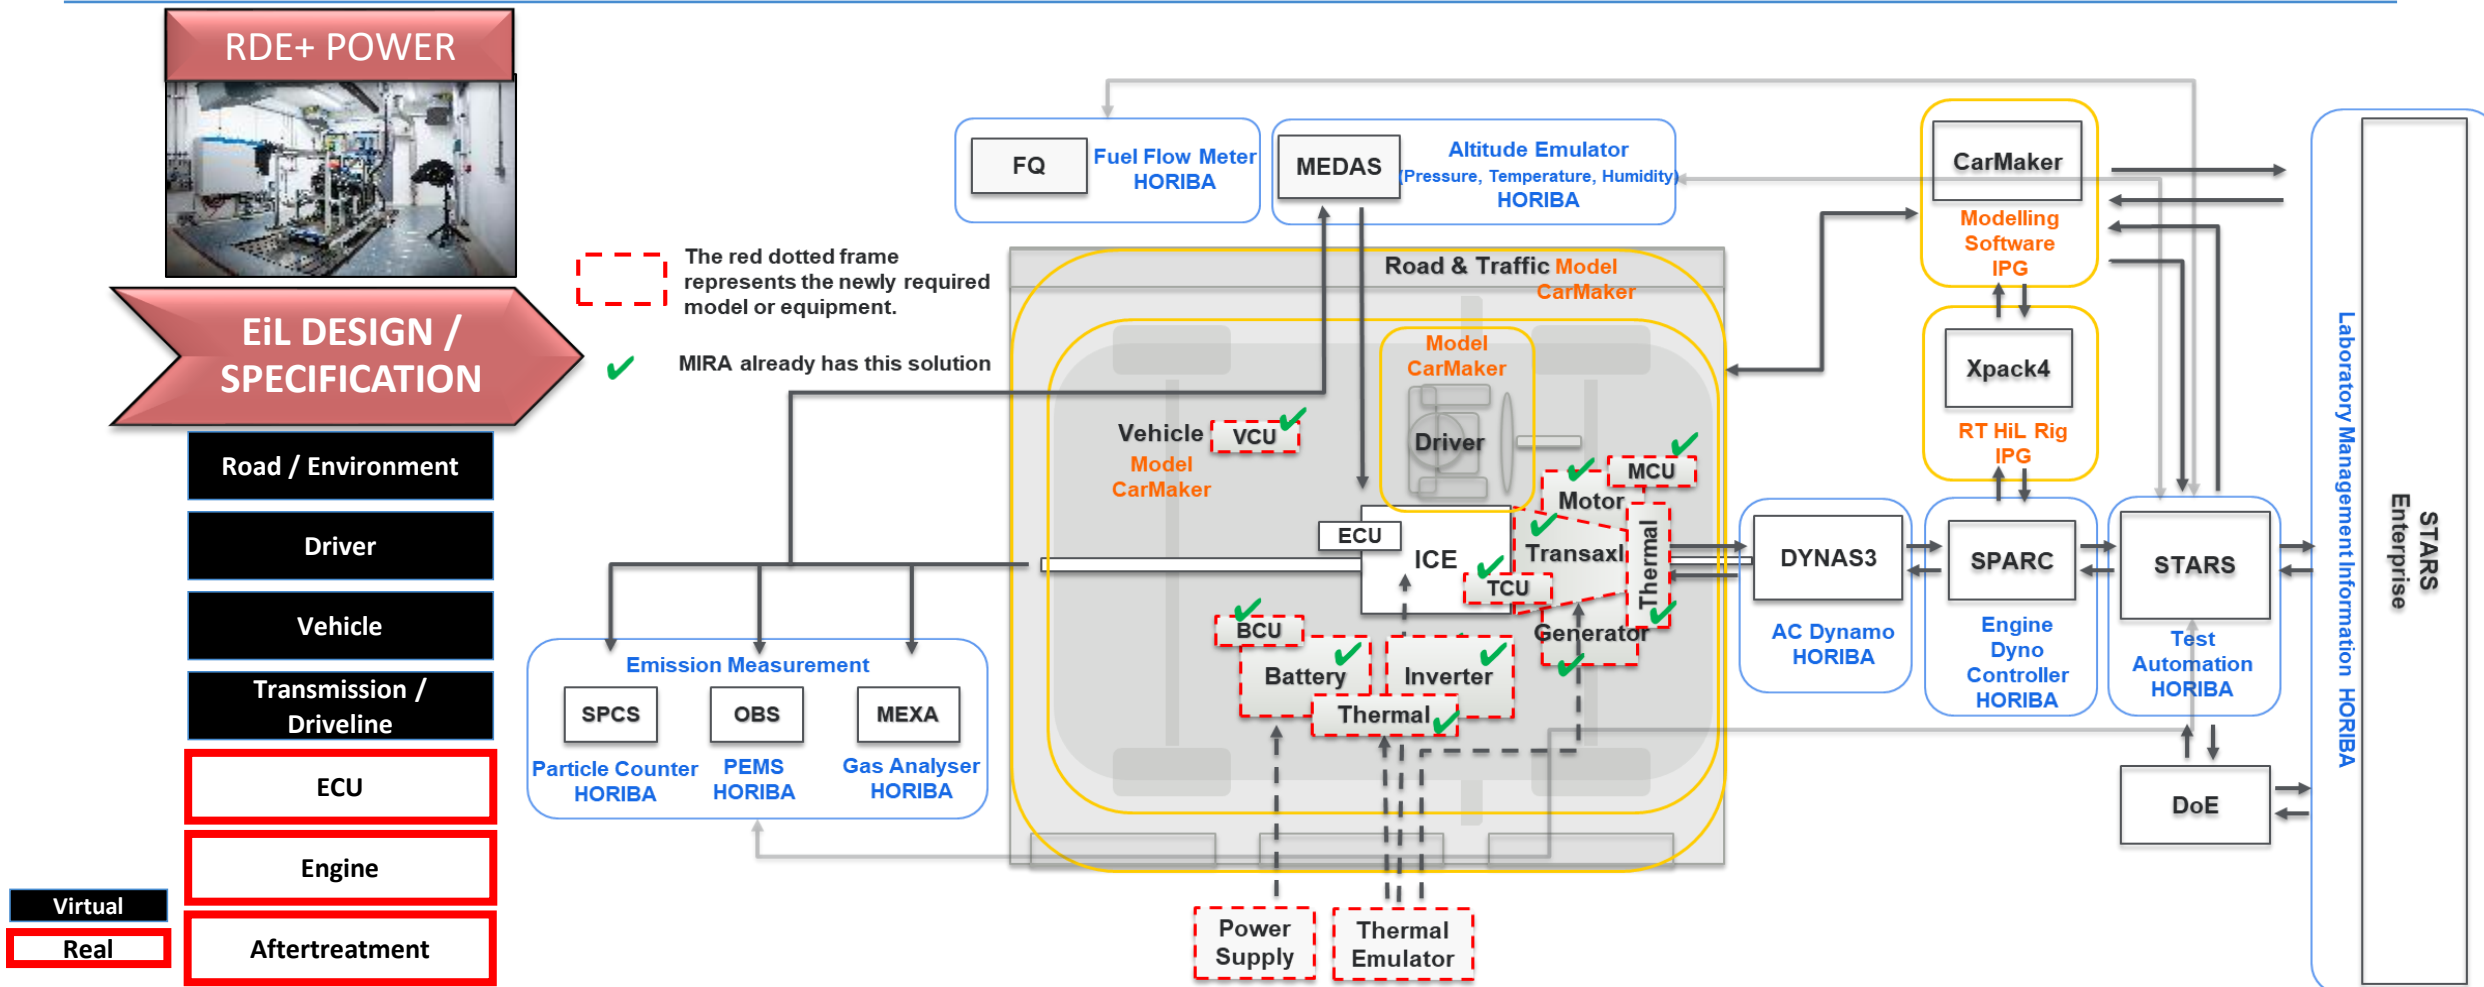 RDE+ POWER
EiL DESIGN /
SPECIFICATION
Road / Environment
Driver
Vehicle
Transmission /
Driveline
ECU
Engine
Aftertreatment
Virtual
Real
The red dotted frame
represents the newly required
model or equipment.
MIRA already has this solution
FQ
Fuel Flow Meter
HORIBA
MEDAS
Altitude Emulator
(Pressure, Temperature, Humidity)
HORIBA
Road & Traffic Model
CarMaker
Model
CarMaker
Driver
Vehicle
Model
CarMaker
VCU
MCU
Motor
ECU
ICE
Transaxl
Thermal
TCU
Generator
BCU
Battery
Inverter
Thermal
Emission Measurement
SPCS
OBS
MEXA
Particle Counter
HORIBA
PEMS
HORIBA
Gas Analyser
HORIBA
Power
Supply
Thermal
Emulator
CarMaker
Modelling
Software
IPG
Xpack4
RT HiL Rig
IPG
DYNAS3
AC Dynamo
HORIBA
SPARC
Engine
Dyno
Controller
HORIBA
STARS
Test
Automation
HORIBA
DoE
Laboratory Management Information HORIBA
STARS
Enterprise